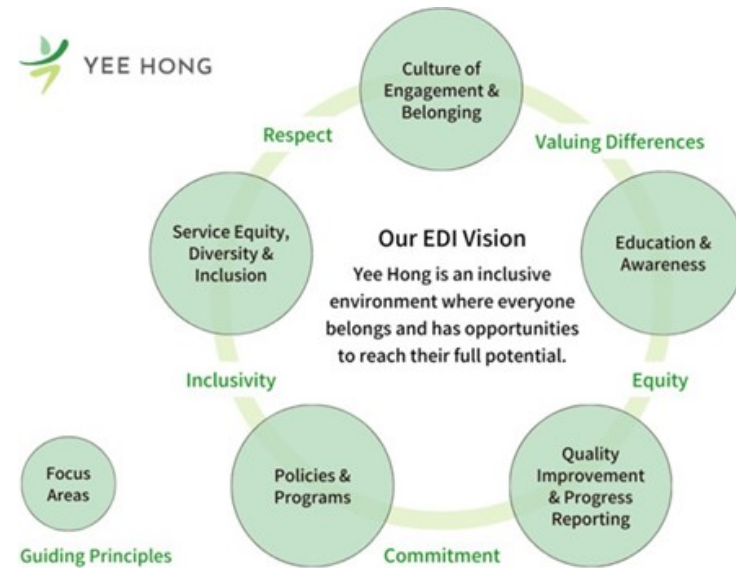 YEE HONG
Culture of
Engagement &
Belonging
Respect
Valuing Differences
Service Equity,
Diversity &
Inclusion
Our EDI Vision
Yee Hong is an inclusive
environment where everyone
belongs and has opportunities
to reach their full potential.
Education &
Awareness
Inclusivity
Equity
Focus
Areas
Policies &
Programs
Quality
Improvement
& Progress
Reporting
Guiding Principles
Commitment